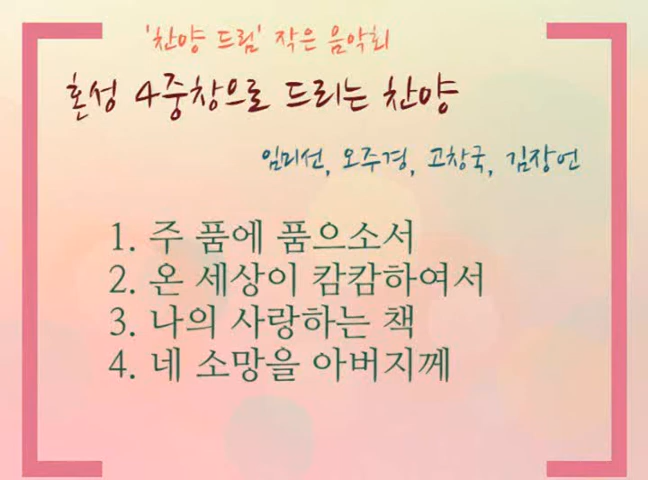 '찬양 드림' 작은 음악회
혼성 4중창으로 드리는 찬양
임미선, 오주경, 고창국, 김장언
1. 주 품에 품으소서
2. 온 세상이 캄캄하여서
3. 나의 사랑하는 책
4. 네 소망을 아버지께